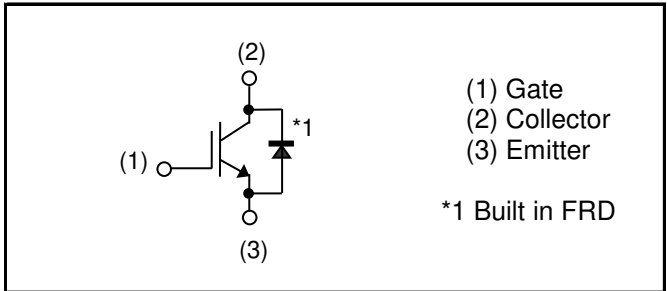 (2)
*1
(1)
(3)
(1) Gate
(2) Collector
(3) Emitter
*1 Built in FRD